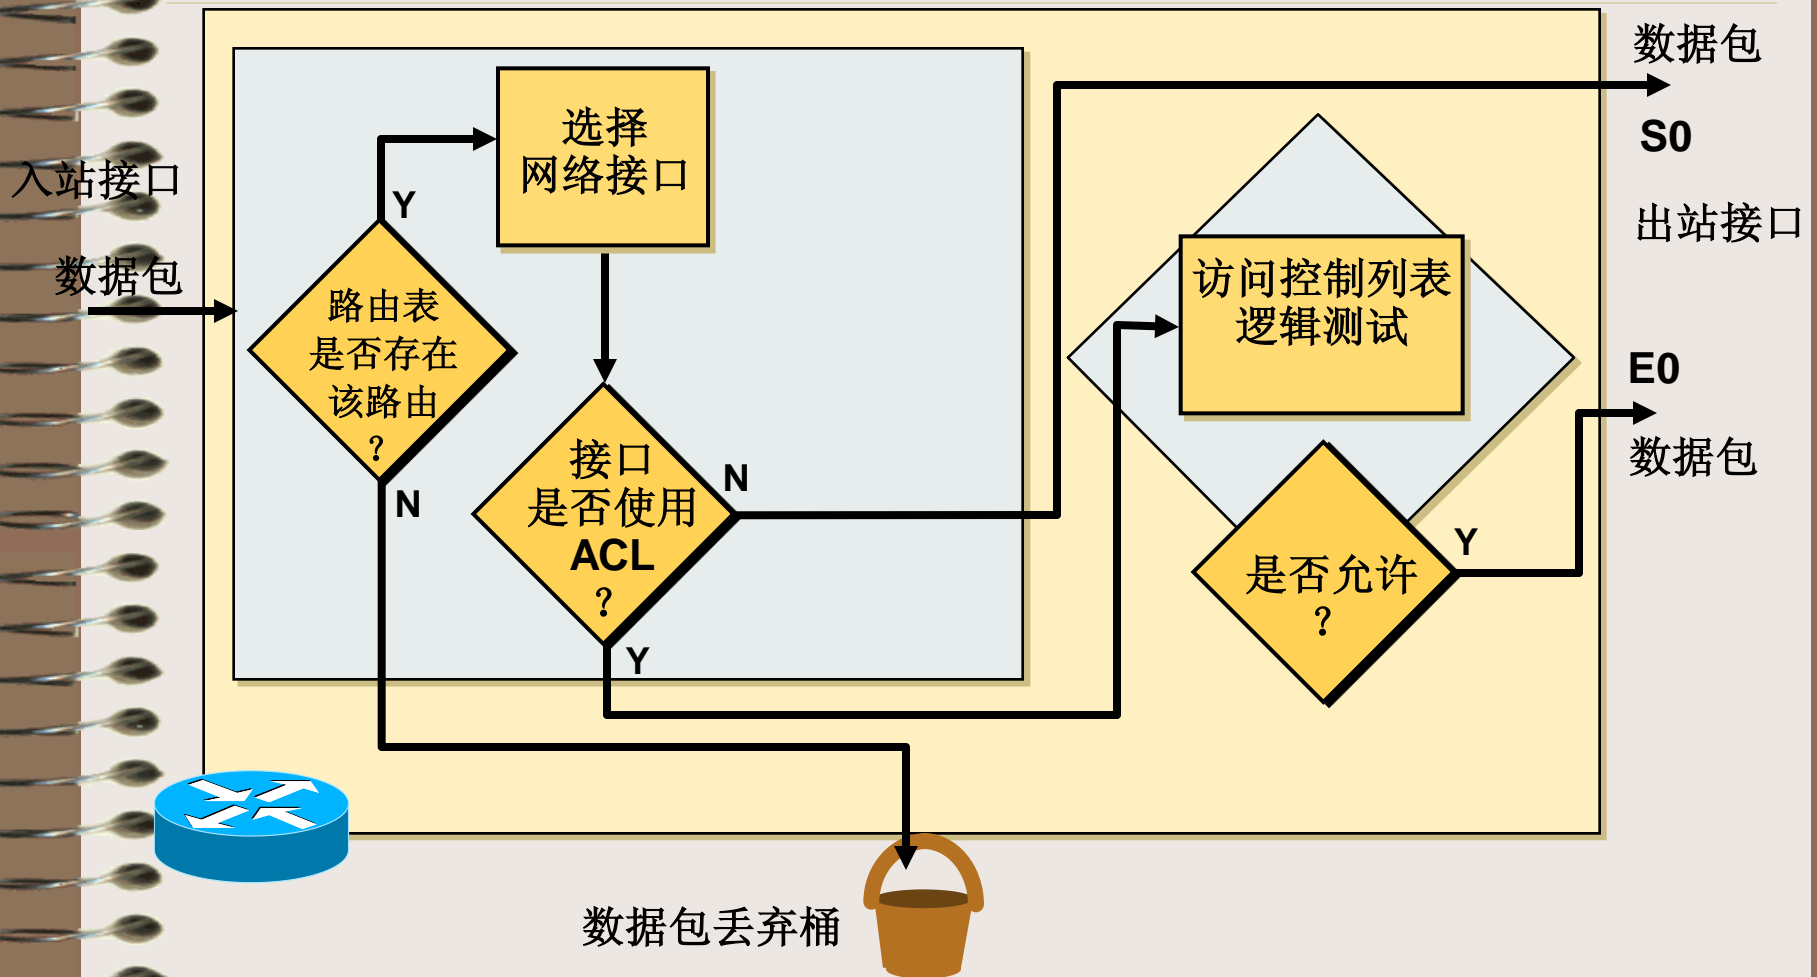 入站接口
数据包
选择
网络接口
Y
路由表
是否存在
该路由
?
N
接口
是否使用
ACL
?
N
Y
访问控制列表
逻辑测试
是否允许
?
Y
数据包
S0
出站接口
E0
数据包
数据包丢弃桶